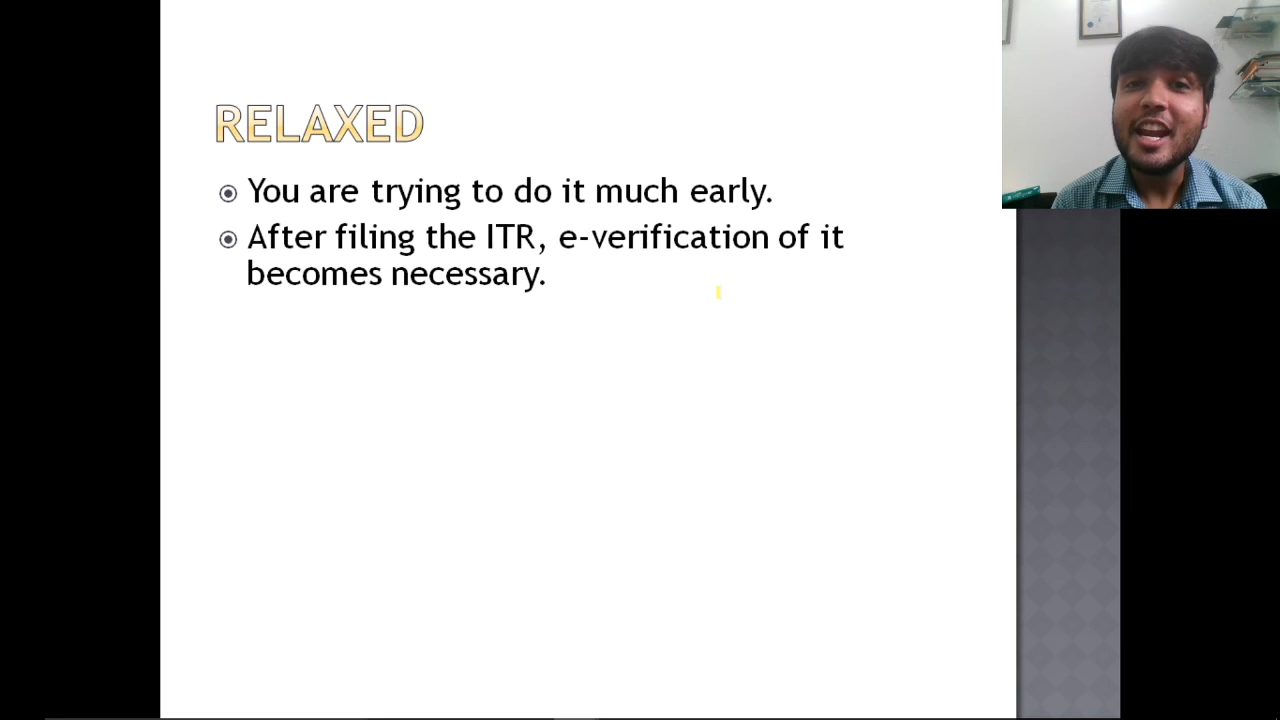 RELAXED
You are trying to do it much early.
After filing the ITR, e-verification of it
becomes necessary.